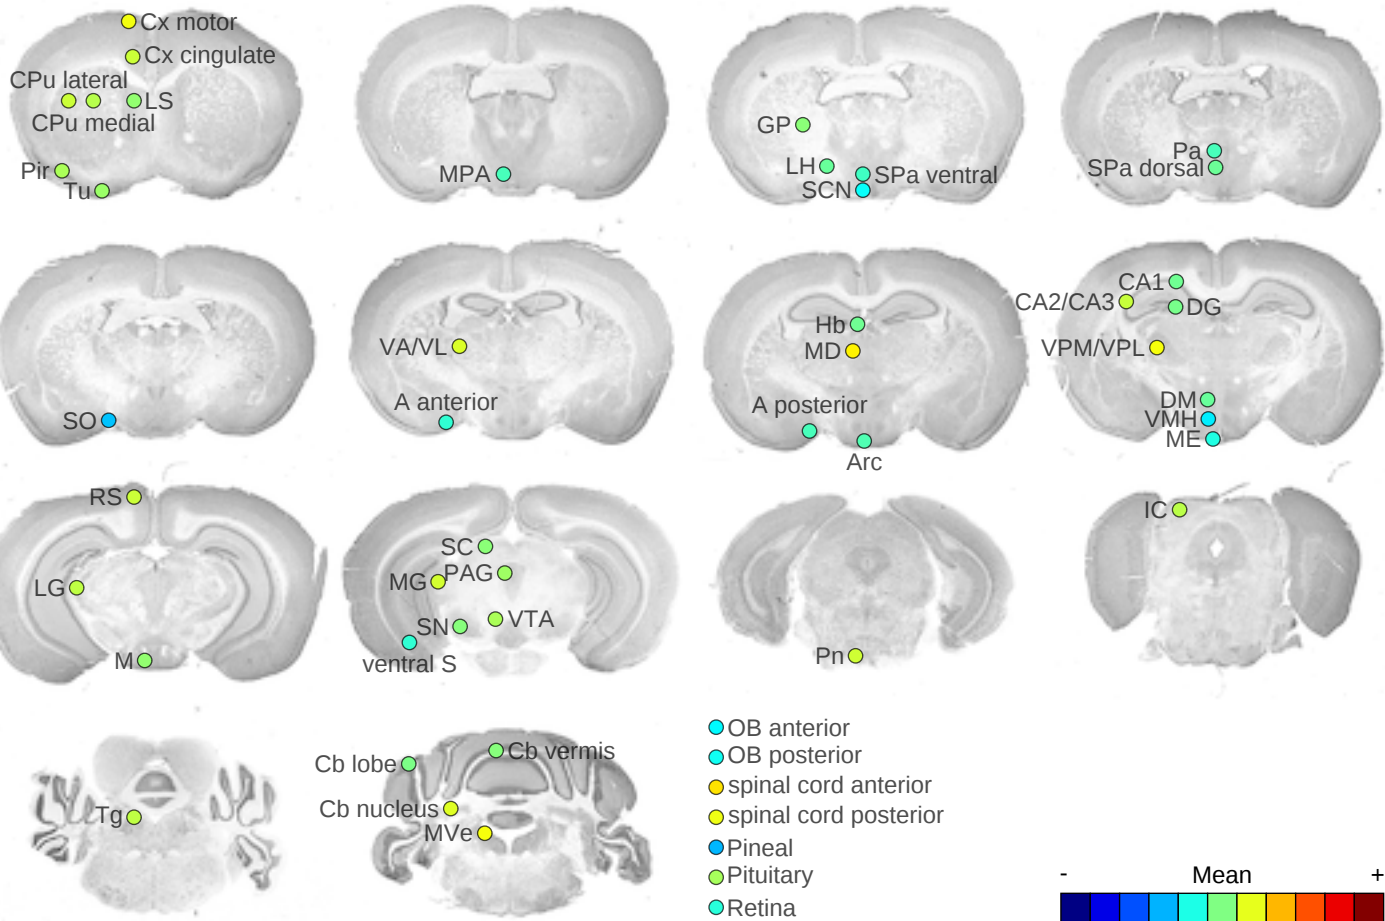 Cx motor
Cx cingulate
CPu lateral
LS
CPu medial
Pir
Tu
MPA
GP
LH
SPa ventral
SCN
Pa
SPa dorsal
SO
VA/VL
A anterior
Hb
MD
A posterior
Arc
CA1
CA2/CA3
DG
VPM/VPL
DM
VMH
ME
RS
LG
M
SC
MG
PAG
SN
VTA
ventral S
Pn
IC
Tg
Cb lobe
Cb vermis
Cb nucleus
MVe
OB anterior
OB posterior
spinal cord anterior
spinal cord posterior
Pineal
Pituitary
Retina
- Mean +